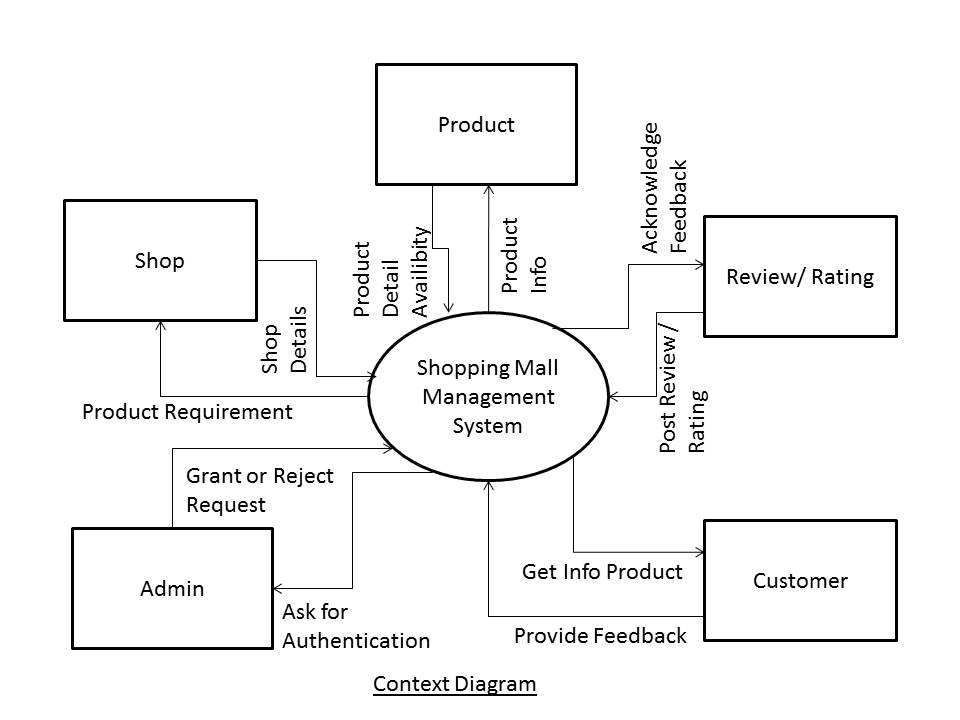 Product
Acknowledge
Feedback
Shop
Product
Detail
Availibity
Product
Info
Review/ Rating
Shop
Details
Shopping Mall
Management
System
Post Review /
Rating
Product Requirement
Grant or Reject
Request
Admin
Ask for
Authentication
Get Info Product
Customer
Provide Feedback
Context Diagram